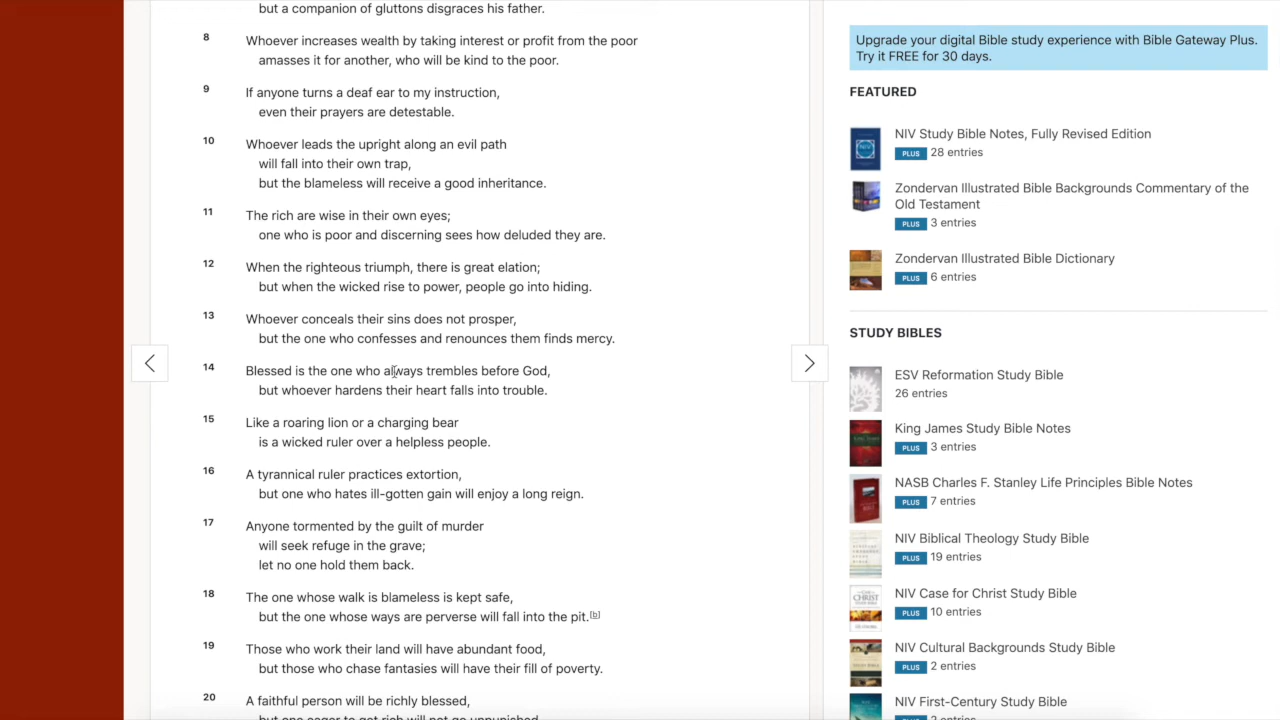 but a companion of gluttons disgraces his father.
8 Whoever increases wealth by taking interest or profit from the poor
amasses it for another, who will be kind to the poor.
9 If anyone turns a deaf ear to my instruction,
even their prayers are detestable.
10 Whoever leads the upright along an evil path
will fall into their own trap,
but the blameless will receive a good inheritance.
11 The rich are wise in their own eyes;
one who is poor and discerning sees how deluded they are.
12 When the righteous triumph, there is great elation;
but when the wicked rise to power, people go into hiding.
13 Whoever conceals their sins does not prosper,
but the one who confesses and renounces them finds mercy.
14 Blessed is the one who always trembles before God,
but whoever hardens their heart falls into trouble.
15 Like a roaring lion or a charging bear
is a wicked ruler over a helpless people.
16 A tyrannical ruler practices extortion,
but one who hates ill-gotten gain will enjoy a long reign.
17 Anyone tormented by the guilt of murder
will seek refuge in the grave;
let no one hold them back.
18 The one whose walk is blameless is kept safe,
but the one whose ways are perverse will fall into the pit.[b]
19 Those who work their land will have abundant food,
but those who chase fantasies will have their fill of poverty.
20 A faithful person will be richly blessed,
but one eager to get rich will not go unpunished.
Upgrade your digital Bible study experience with Bible Gateway Plus.
Try it FREE for 30 days.
FEATURED
NIV Study Bible Notes, Fully Revised Edition
PLUS 28 entries
Zondervan Illustrated Bible Backgrounds Commentary of the
Old Testament
PLUS 3 entries
Zondervan Illustrated Bible Dictionary
PLUS 6 entries
STUDY BIBLES
ESV Reformation Study Bible
26 entries
King James Study Bible Notes
PLUS 3 entries
NASB Charles F. Stanley Life Principles Bible Notes
PLUS 7 entries
NIV Biblical Theology Study Bible
PLUS 19 entries
NIV Case for Christ Study Bible
PLUS 10 entries
NIV Cultural Backgrounds Study Bible
PLUS 2 entries
NIV First-Century Study Bible